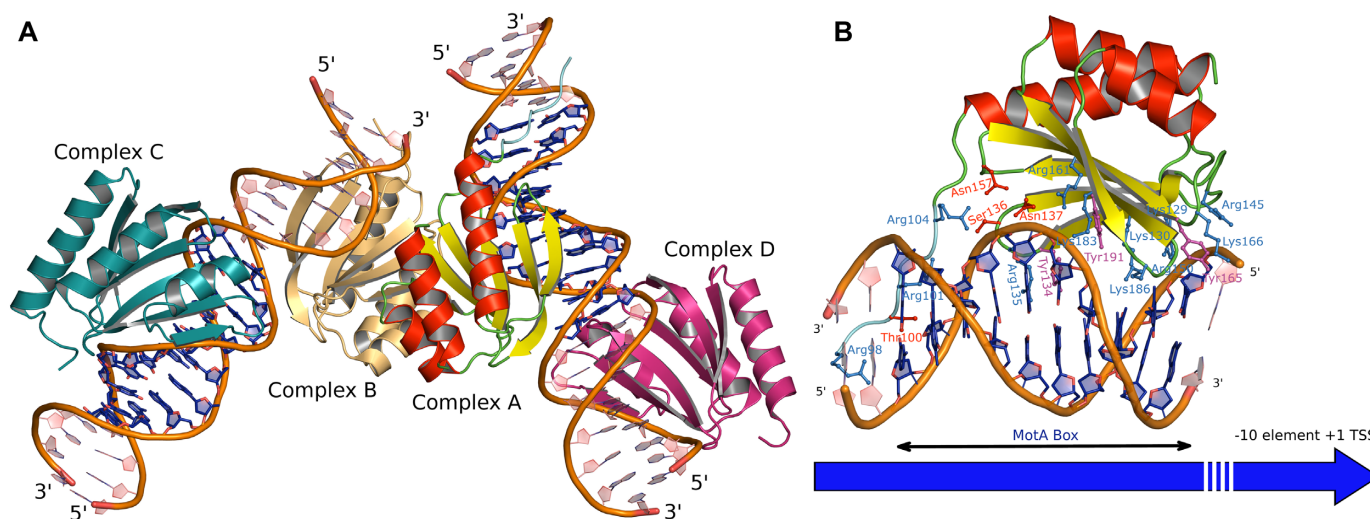 A
3'
5'
5'
3'
Complex C
Complex D
Complex B
Complex A
3'
5'
5'
3'
B
Arg161
Asn157
Ser136
Asn137
Arg104
Lys129
Arg145
Lys130
Lys183
Lys166
Tyr191
5'
Tyr165
Lys186
Arg135
Tyr134
Arg101
3'
Thr100
Arg98
5'
3'
MotA Box
-10 element +1 TSS